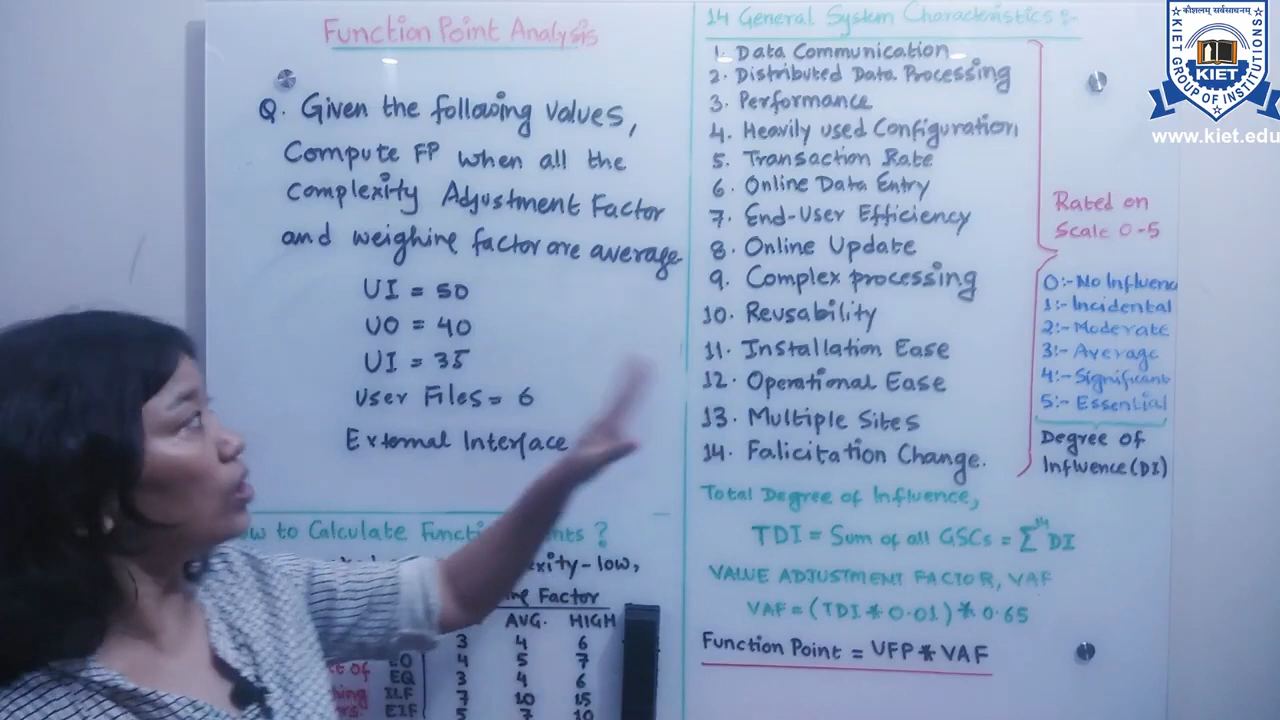 Function Point Analysis
Q. Given the following values,
Compute FP when all the
complexity Adjustment Factor
and weighine factor are average
UI = 50
UO = 40
UI = 35
User Files = 6
External Interface
to Calculate
?
low,
Factor
AVG. HIGH
3 4 6
EO 4 5 7
EQ 3 4 6
ILF 7 10 15
EIF 5 7 10
14 General System Characteristics :-
1. Data Communication
2. Distributed Data Processing
3. Performance
4. Heavily used Configuration
5. Transaction Rate
6. Online Data Entry
7. End-User Efficiency
8. Online Update
9. Complex processing
10. Reusability
11. Installation Ease
12. Operational Ease
13. Multiple Sites
14. Falicitation Change.
Rated on
Scale 0-5
0:- No Influenc
1:- Incidental
2:- Moderate
3:- Average
4:- Significant
5:- Essential
Degree of
Influence (DI)
Total Degree of Influence,
TDI = Sum of all GSCs = Σ14 DI
VALUE ADJUSTMENT FACTOR, VAF
VAF = (TDI * 0.01) * 0.65
Function Point = UFP * VAF
कौशलम् सर्वसाधनम्
KIET GROUP OF INSTITUTIONS
KIET
www.kiet.edu